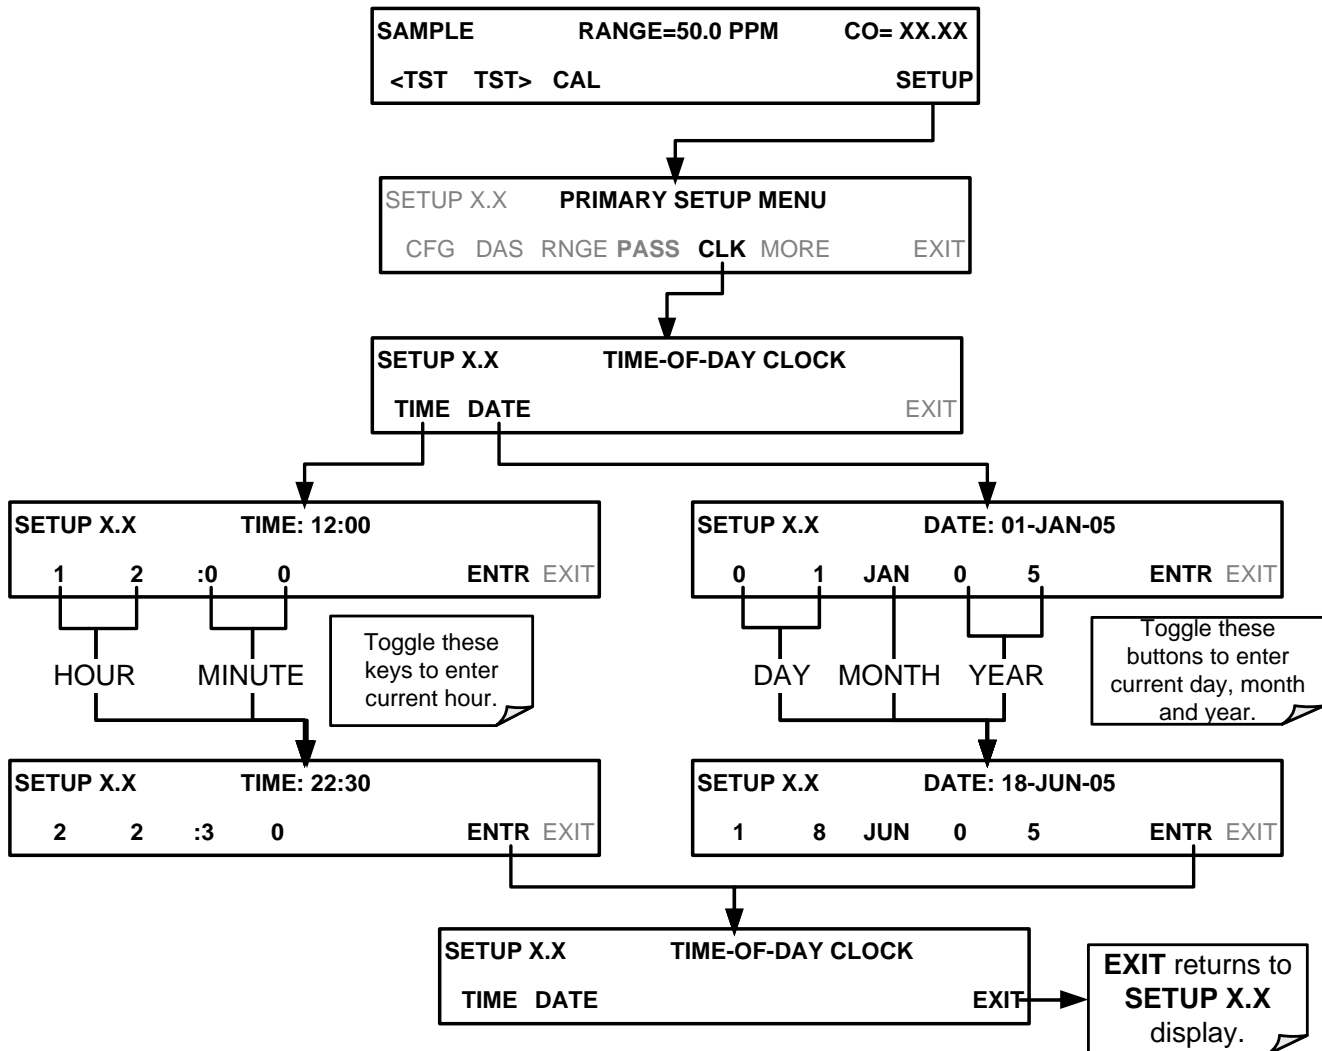 SAMPLE RANGE=50.0 PPM CO= XX.XX
<TST TST> CAL SETUP
SETUP X.X PRIMARY SETUP MENU
CFG DAS RNGE PASS CLK MORE EXIT
SETUP X.X TIME-OF-DAY CLOCK
TIME DATE EXIT
SETUP X.X TIME: 12:00
1 2 :0 0 ENTR EXIT
HOUR MINUTE
Toggle these
keys to enter
current hour.
SETUP X.X DATE: 01-JAN-05
0 1 JAN 0 5 ENTR EXIT
DAY MONTH YEAR
Toggle these
buttons to enter
current day, month
and year.
SETUP X.X TIME: 22:30
2 2 :3 0 ENTR EXIT
SETUP X.X DATE: 18-JUN-05
1 8 JUN 0 5 ENTR EXIT
SETUP X.X TIME-OF-DAY CLOCK
TIME DATE EXIT
EXIT returns to
SETUP X.X
display.